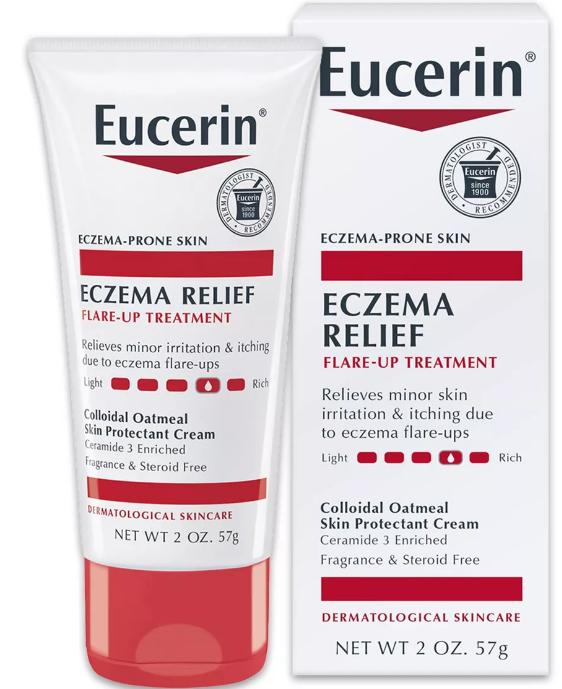 Eucerin®
DERMATOLOGIST RECOMMENDED
Eucerin
since
1900
ECZEMA-PRONE SKIN
ECZEMA RELIEF
FLARE-UP TREATMENT
Relieves minor irritation & itching
due to eczema flare-ups
Light Rich
Colloidal Oatmeal
Skin Protectant Cream
Ceramide 3 Enriched
Fragrance & Steroid Free
DERMATOLOGICAL SKINCARE
NET WT 2 OZ. 57g
Eucerin®
DERMATOLOGIST RECOMMENDED
Eucerin
since
1900
ECZEMA-PRONE SKIN
ECZEMA
RELIEF
FLARE-UP TREATMENT
Relieves minor skin
irritation & itching due
to eczema flare-ups
Light Rich
Colloidal Oatmeal
Skin Protectant Cream
Ceramide 3 Enriched
Fragrance & Steroid Free
DERMATOLOGICAL SKINCARE
NET WT 2 OZ. 57g